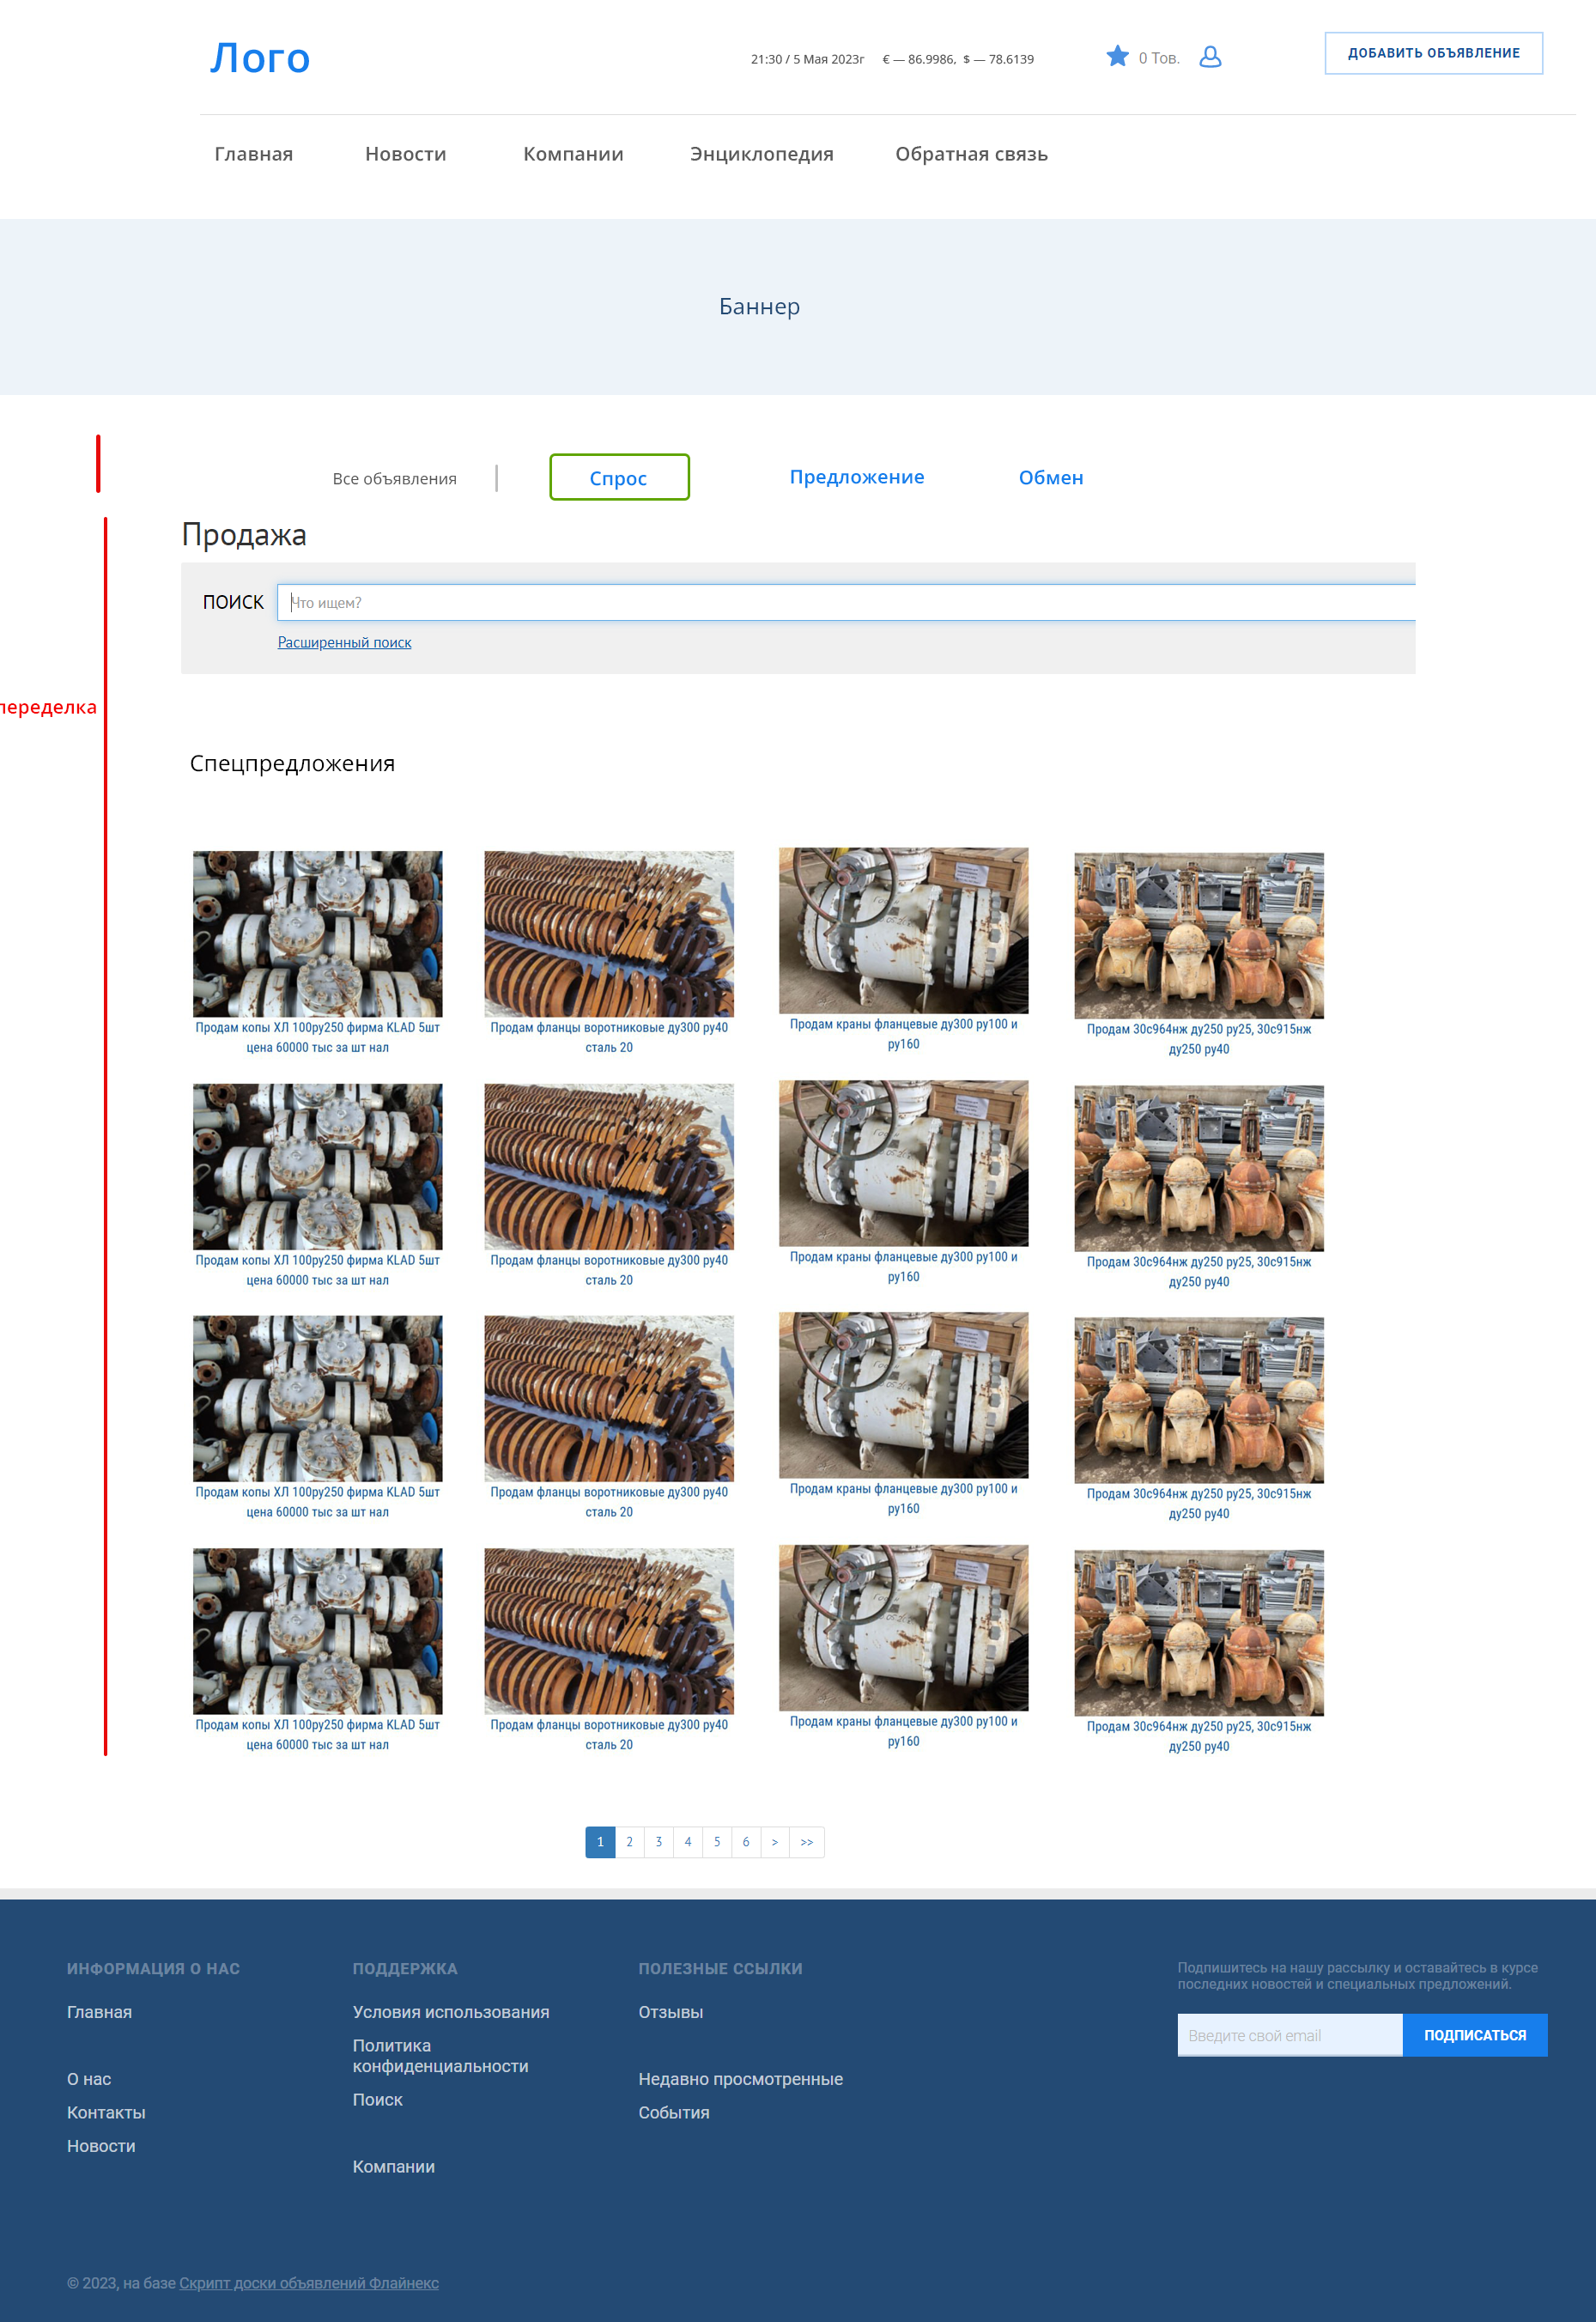 Лого
21:30 / 5 Мая 2023г € — 86.9986, $ — 78.6139
0 Тов.
ДОБАВИТЬ ОБЪЯВЛЕНИЕ
Главная Новости Компании Энциклопедия Обратная связь
Баннер
Все объявления Спрос Предложение Обмен
Продажа
ПОИСК Что ищем?
Расширенный поиск
переделка
Спецпредложения
Продам копы ХЛ 100ру250 фирма KLAD 5шт
цена 60000 тыс за шт нал
Продам фланцы воротниковые ду300 ру40
сталь 20
Продам краны фланцевые ду300 ру100 и
ру160
Продам 30с964нж ду250 ру25, 30с915нж
ду250 ру40
Продам копы ХЛ 100ру250 фирма KLAD 5шт
цена 60000 тыс за шт нал
Продам фланцы воротниковые ду300 ру40
сталь 20
Продам краны фланцевые ду300 ру100 и
ру160
Продам 30с964нж ду250 ру25, 30с915нж
ду250 ру40
Продам копы ХЛ 100ру250 фирма KLAD 5шт
цена 60000 тыс за шт нал
Продам фланцы воротниковые ду300 ру40
сталь 20
Продам краны фланцевые ду300 ру100 и
ру160
Продам 30с964нж ду250 ру25, 30с915нж
ду250 ру40
Продам копы ХЛ 100ру250 фирма KLAD 5шт
цена 60000 тыс за шт нал
Продам фланцы воротниковые ду300 ру40
сталь 20
Продам краны фланцевые ду300 ру100 и
ру160
Продам 30с964нж ду250 ру25, 30с915нж
ду250 ру40
1 2 3 4 5 6 > >>
ИНФОРМАЦИЯ О НАС
Главная
О нас
Контакты
Новости
ПОДДЕРЖКА
Условия использования
Политика
конфиденциальности
Поиск
Компании
ПОЛЕЗНЫЕ ССЫЛКИ
Отзывы
Недавно просмотренные
События
Подпишитесь на нашу рассылку и оставайтесь в курсе
последних новостей и специальных предложений.
Введите свой email
ПОДПИСАТЬСЯ
© 2023, на базе Скрипт доски объявлений Флайнекс